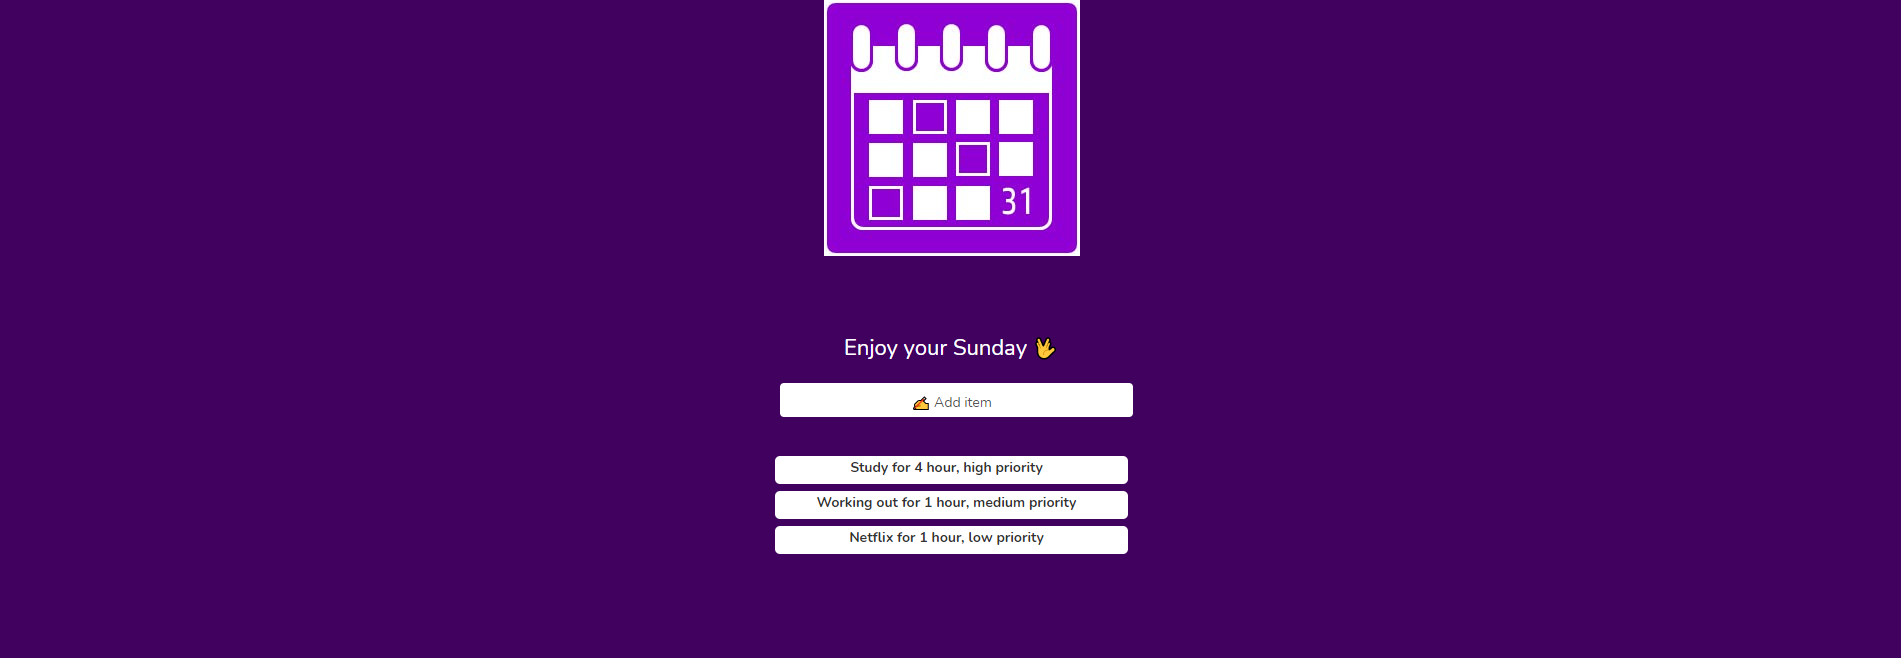 31
Enjoy your Sunday 🖖
✍ Add item
Study for 4 hour, high priority
Working out for 1 hour, medium priority
Netflix for 1 hour, low priority